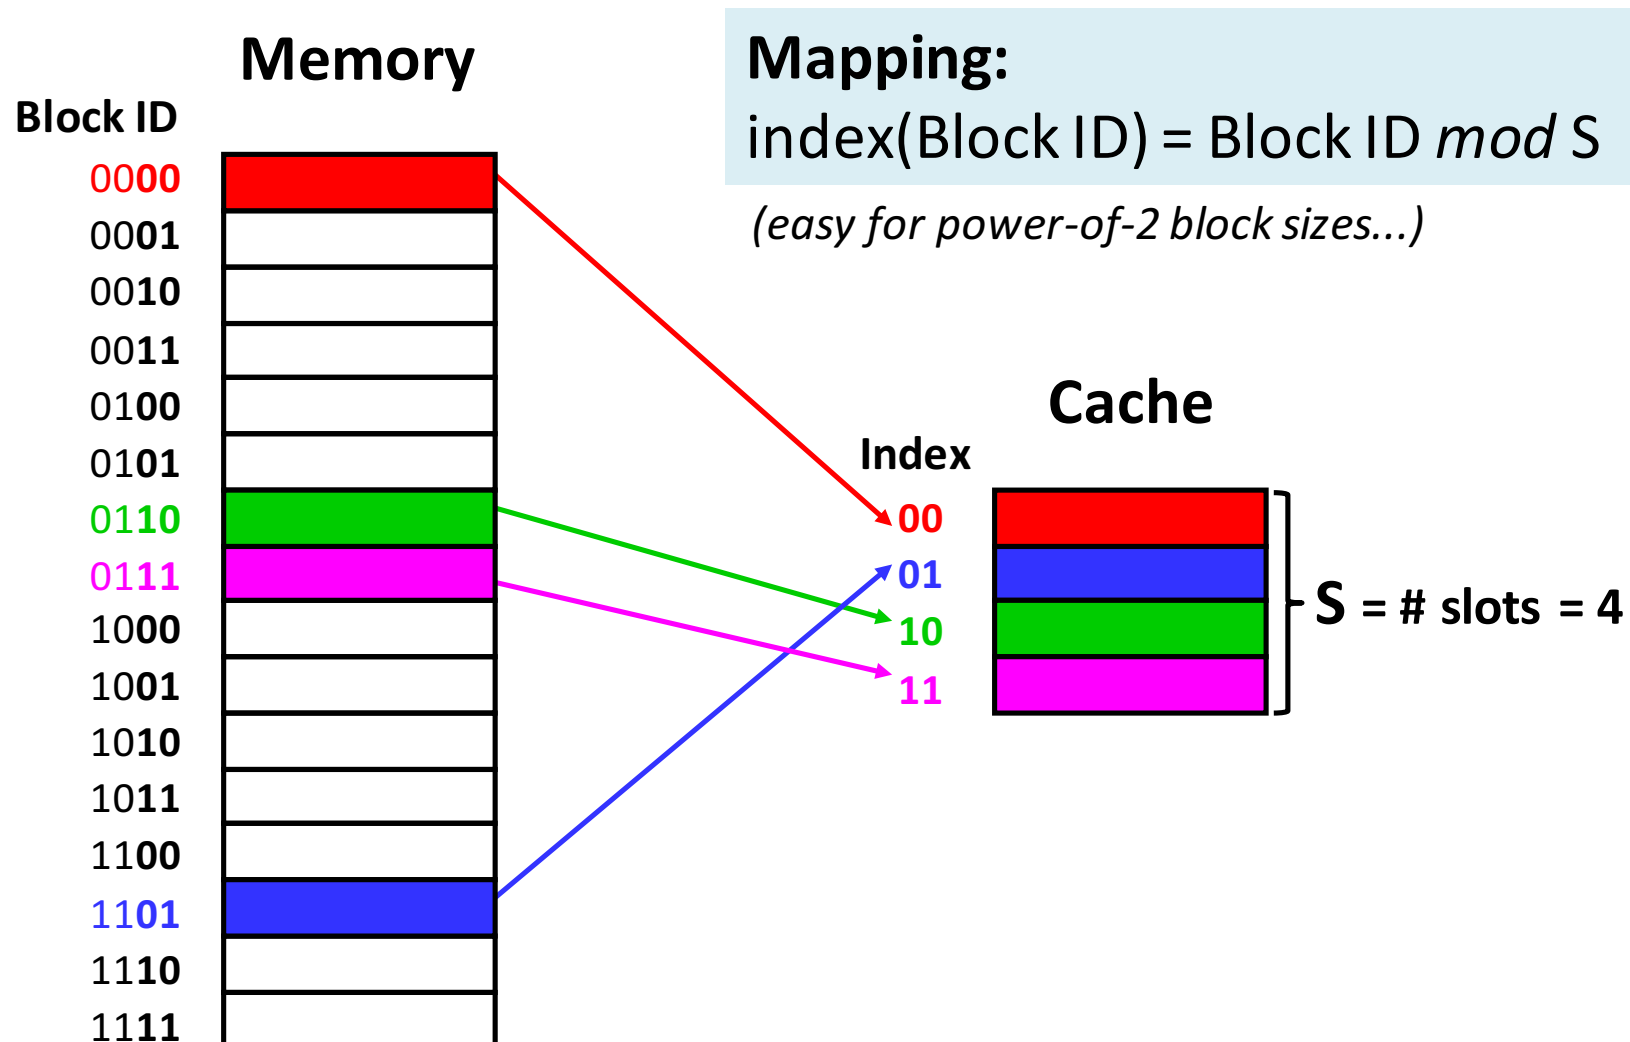 Memory
Mapping:
index(Block ID) = Block ID mod S
(easy for power-of-2 block sizes...)
Block ID
0000
0001
0010
0011
0100
0101
0110
0111
1000
1001
1010
1011
1100
1101
1110
1111
Cache
Index
00
01
10
11
S = # slots = 4